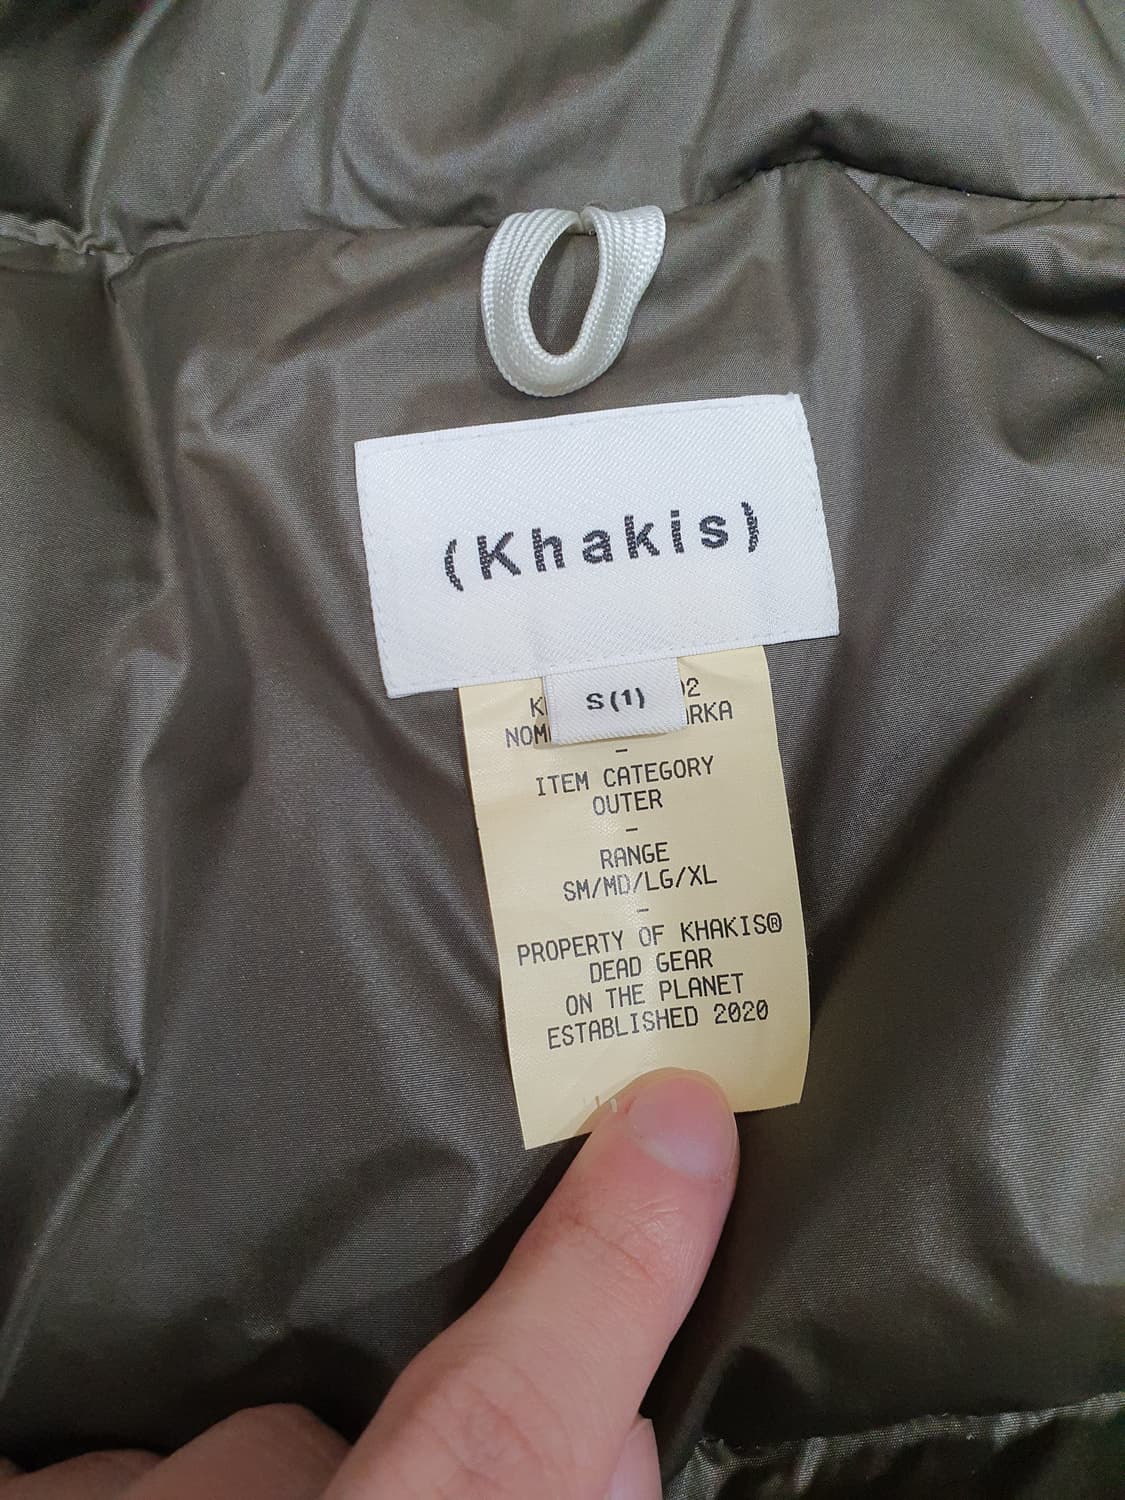 (Khakis)
S(1)
ITEM CATEGORY
OUTER
–
RANGE
SM/MD/LG/XL
–
PROPERTY OF KHAKIS®
DEAD GEAR
ON THE PLANET
ESTABLISHED 2020